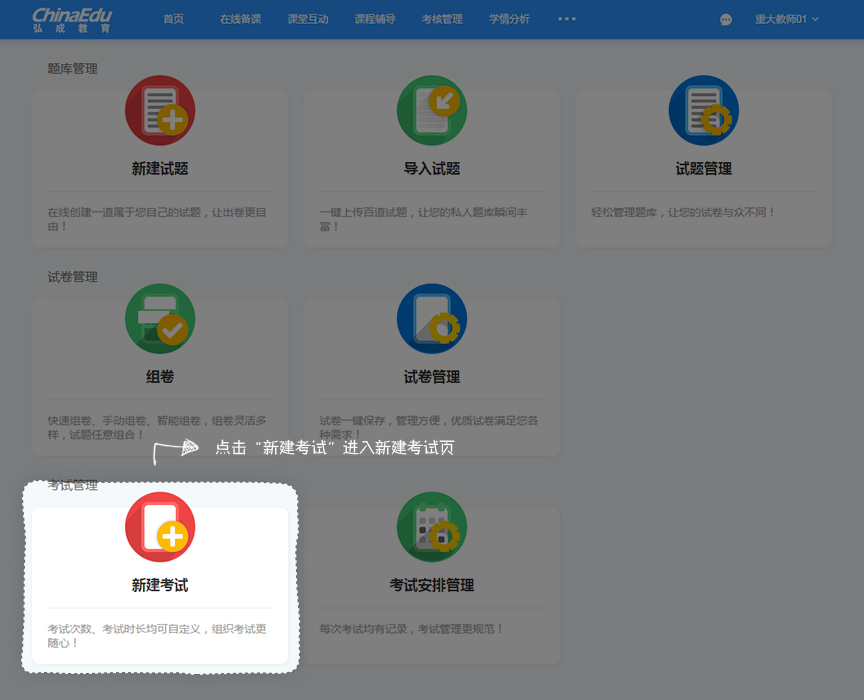 ChinaEdu
弘成教育
首页 在线备课 课堂互动 课程辅导 考核管理 学情分析 重大教师01
题库管理
新建试题 导入试题 试题管理
在线创建一道属于您自己的试题，让出卷更自 一键上传百道试题，让您的私人题库瞬间丰 轻松管理题库，让您的试卷与众不同！
由！ 富！
试卷管理
组卷 试卷管理
快速组卷、手动组卷、智能组卷，组卷灵活多 试卷一键保存，管理方便，优质试卷满足您各
样，试题任意组合！ 种需求！
点击“新建考试”进入新建考试页
考试管理
新建考试 考试安排管理
考试次数、考试时长均可自定义，组织考试更 每次考试均有记录，考试管理更规范！
随心！